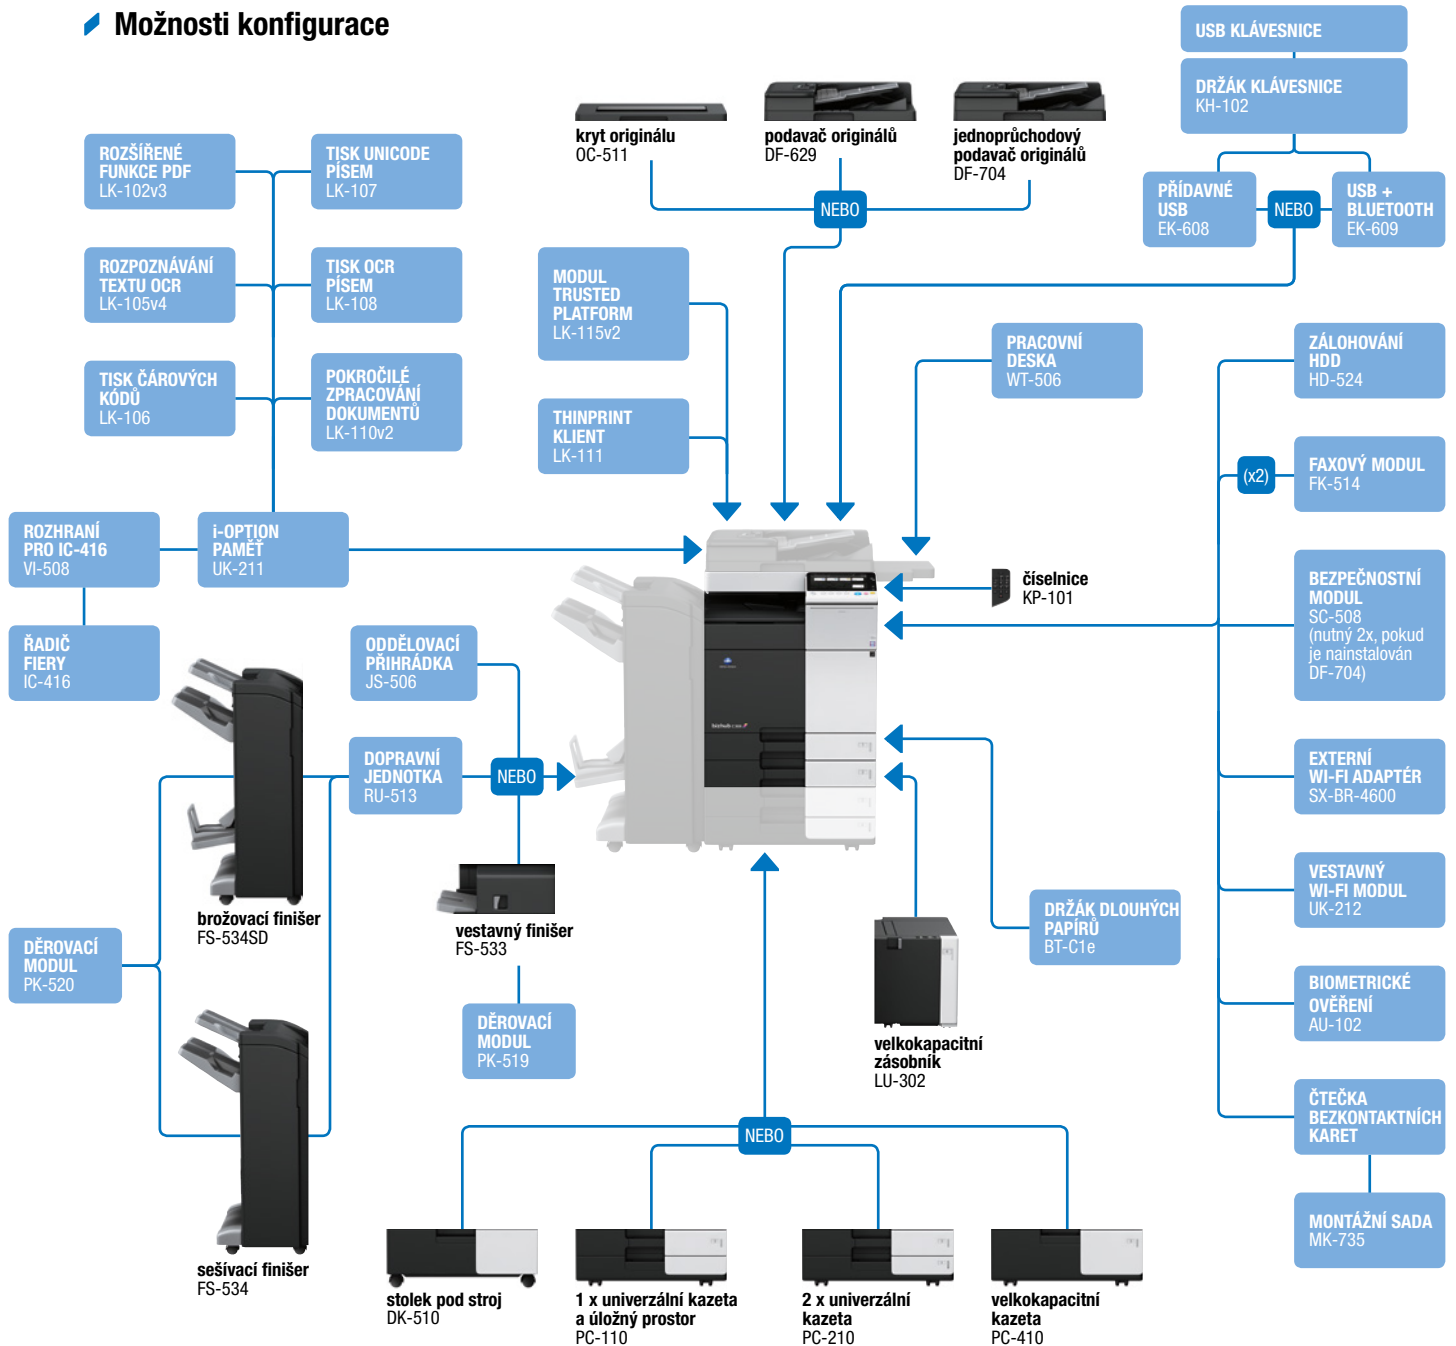 Možnosti konfigurace
USB KLÁVESNICE
DRŽÁK KLÁVESNICE
KH-102
kryt originálu
OC-511
podavač originálů
DF-629
jednoprůchodový
podavač originálů
DF-704
NEBO
PŘÍDAVNÉ
USB
EK-608
NEBO
USB +
BLUETOOTH
EK-609
ROZŠÍŘENÉ
FUNKCE PDF
LK-102v3
TISK UNICODE
PÍSEM
LK-107
ROZPOZNÁVÁNÍ
TEXTU OCR
LK-105v4
TISK OCR
PÍSEM
LK-108
TISK ČÁROVÝCH
KÓDŮ
LK-106
POKROČILÉ
ZPRACOVÁNÍ
DOKUMENTŮ
LK-110v2
MODUL
TRUSTED
PLATFORM
LK-115v2
THINPRINT
KLIENT
LK-111
PRACOVNÍ
DESKA
WT-506
ZÁLOHOVÁNÍ
HDD
HD-524
(x2)
FAXOVÝ MODUL
FK-514
ROZHRANÍ
PRO IC-416
VI-508
i-OPTION
PAMĚŤ
UK-211
ŘADIČ
FIERY
IC-416
číselnice
KP-101
BEZPEČNOSTNÍ
MODUL
SC-508
(nutný 2x, pokud
je nainstalován
DF-704)
ODDĚLOVACÍ
PŘIHRÁDKA
JS-506
DOPRAVNÍ
JEDNOTKA
RU-513
NEBO
EXTERNÍ
WI-FI ADAPTÉR
SX-BR-4600
brožovací finišer
FS-534SD
vestavný finišer
FS-533
DĚROVACÍ
MODUL
PK-520
DĚROVACÍ
MODUL
PK-519
DRŽÁK DLOUHÝCH
PAPÍRŮ
BT-C1e
VESTAVNÝ
WI-FI MODUL
UK-212
BIOMETRICKÉ
OVĚŘENÍ
AU-102
velkokapacitní
zásobník
LU-302
ČTEČKA
BEZKONTAKTNÍCH
KARET
MONTÁŽNÍ SADA
MK-735
NEBO
sešívací finišer
FS-534
stolek pod stroj
DK-510
1 x univerzální kazeta
a úložný prostor
PC-110
2 x univerzální
kazeta
PC-210
velkokapacitní
kazeta
PC-410